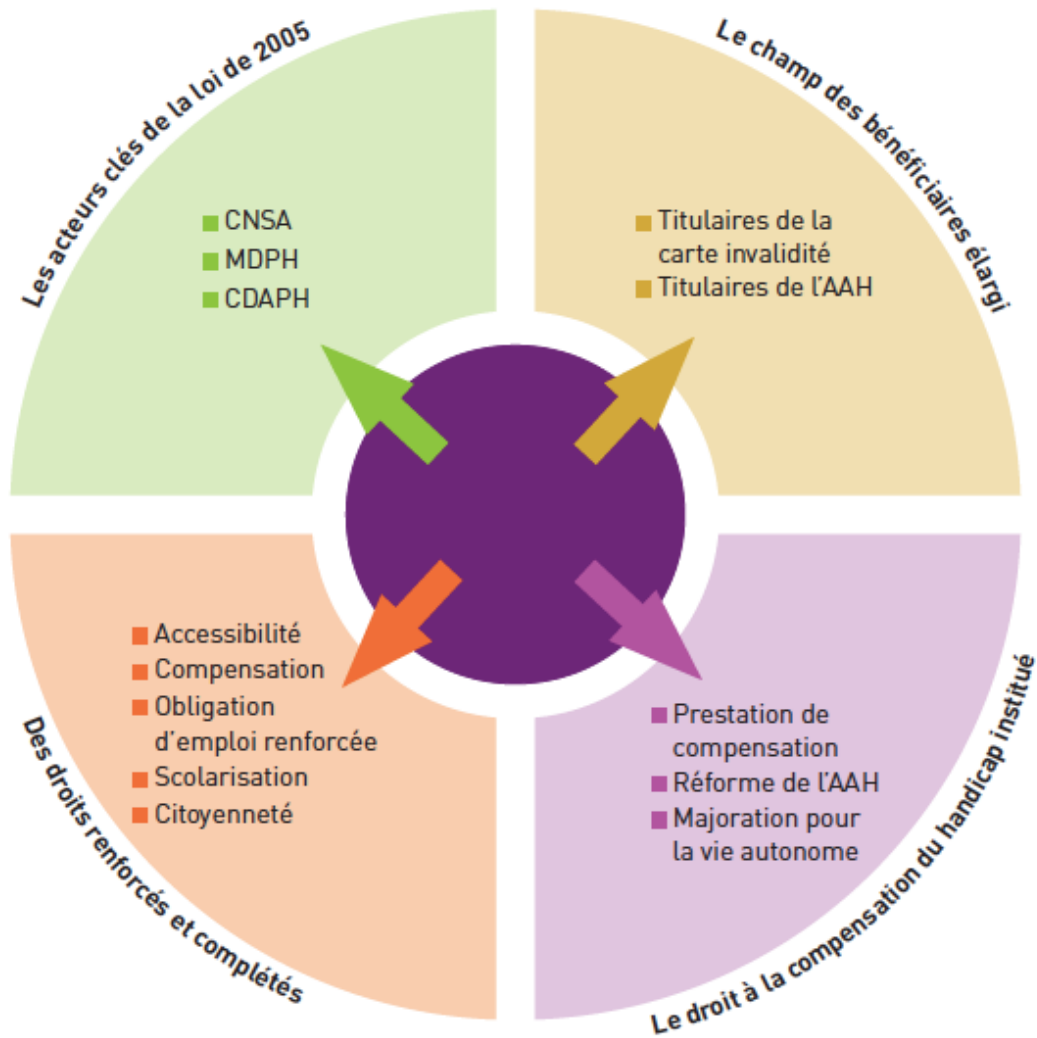 Les acteurs clés de la loi de 2005
CNSA
MDPH
CDAPH
Le champ des bénéficiaires élargi
Titulaires de la
carte invalidité
Titulaires de l'AAH
Des droits renforcés et complétés
Accessibilité
Compensation
Obligation
d'emploi renforcée
Scolarisation
Citoyenneté
Le droit à la compensation du handicap institué
Prestation de
compensation
Réforme de l'AAH
Majoration pour
la vie autonome